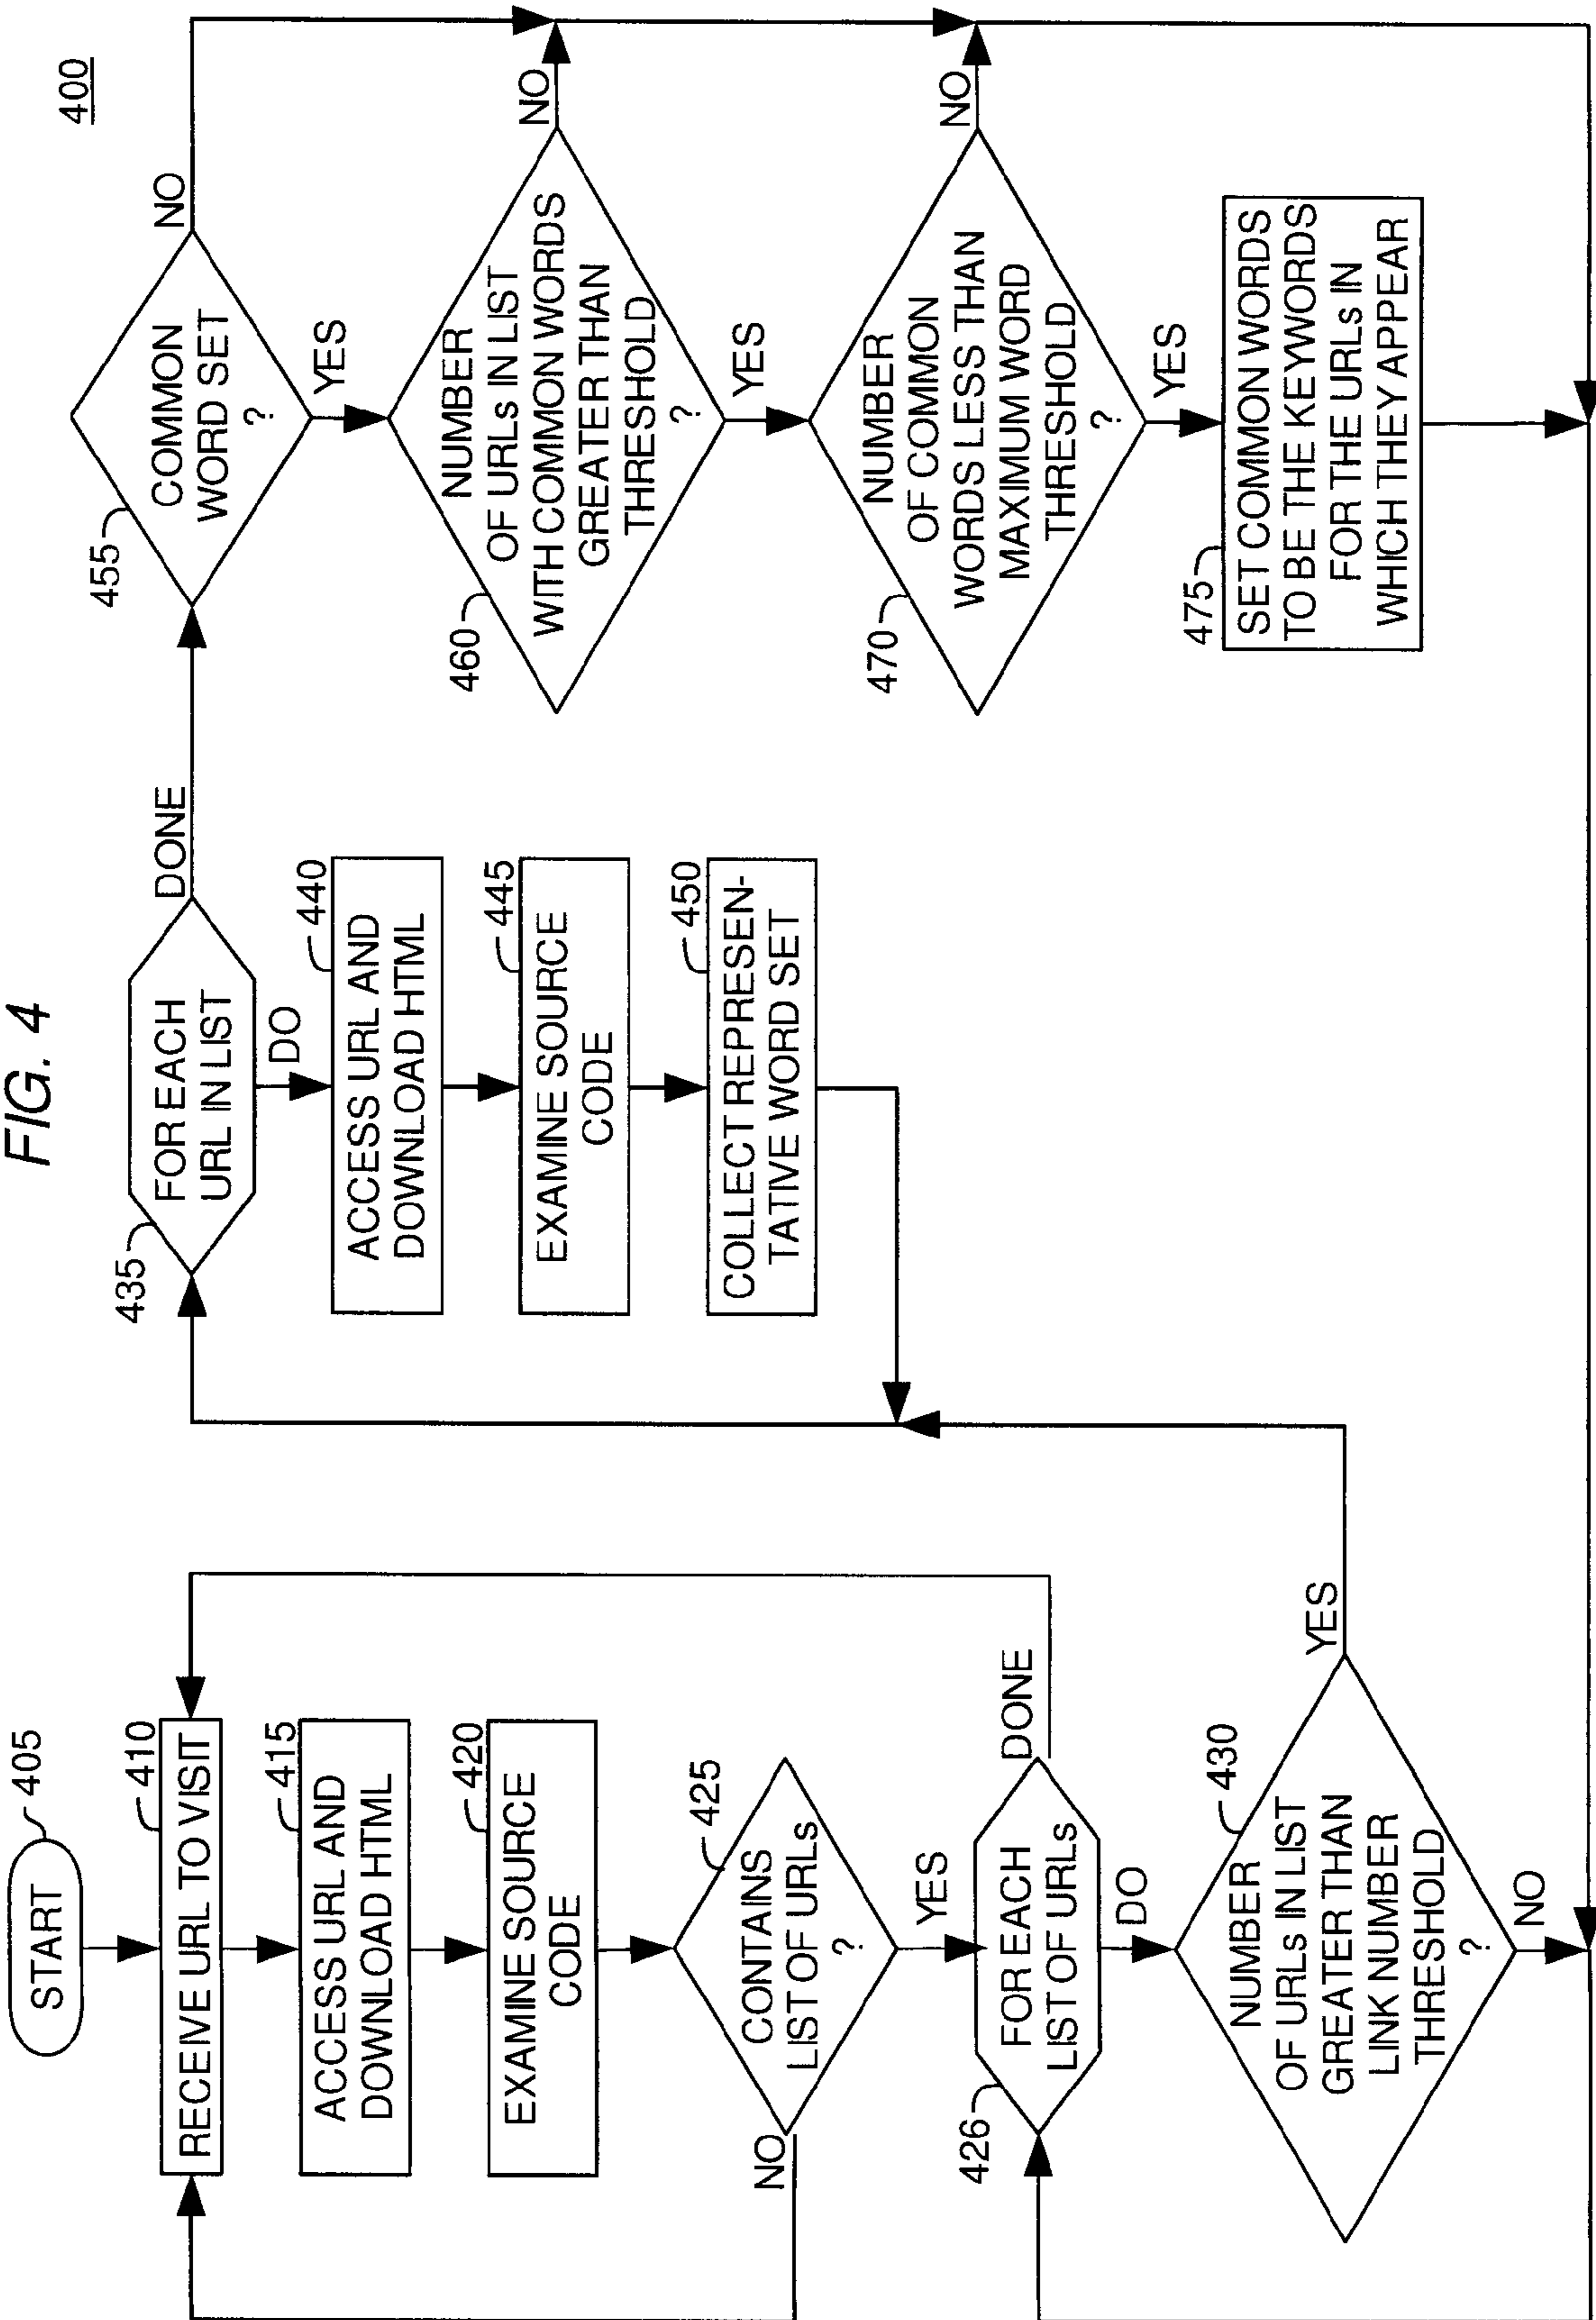 FIG. 4
400
START
405
RECEIVE URL TO VISIT
410
ACCESS URL AND
DOWNLOAD HTML
415
EXAMINE SOURCE
CODE
420
CONTAINS
LIST OF URLs
?
425
NO
YES
FOR EACH
LIST OF URLs
426
DONE
DO
NUMBER
OF URLs IN LIST
GREATER THAN
LINK NUMBER
THRESHOLD
?
430
YES
NO
FOR EACH
URL IN LIST
435
DONE
DO
ACCESS URL AND
DOWNLOAD HTML
440
EXAMINE SOURCE
CODE
445
COLLECT REPRESEN-
TATIVE WORD SET
450
COMMON
WORD SET
?
455
NO
YES
NUMBER
OF URLs IN LIST
WITH COMMON WORDS
GREATER THAN
THRESHOLD
?
460
NO
YES
NUMBER
OF COMMON
WORDS LESS THAN
MAXIMUM WORD
THRESHOLD
?
470
NO
YES
SET COMMON WORDS
TO BE THE KEYWORDS
FOR THE URLs IN
WHICH THEY APPEAR
475